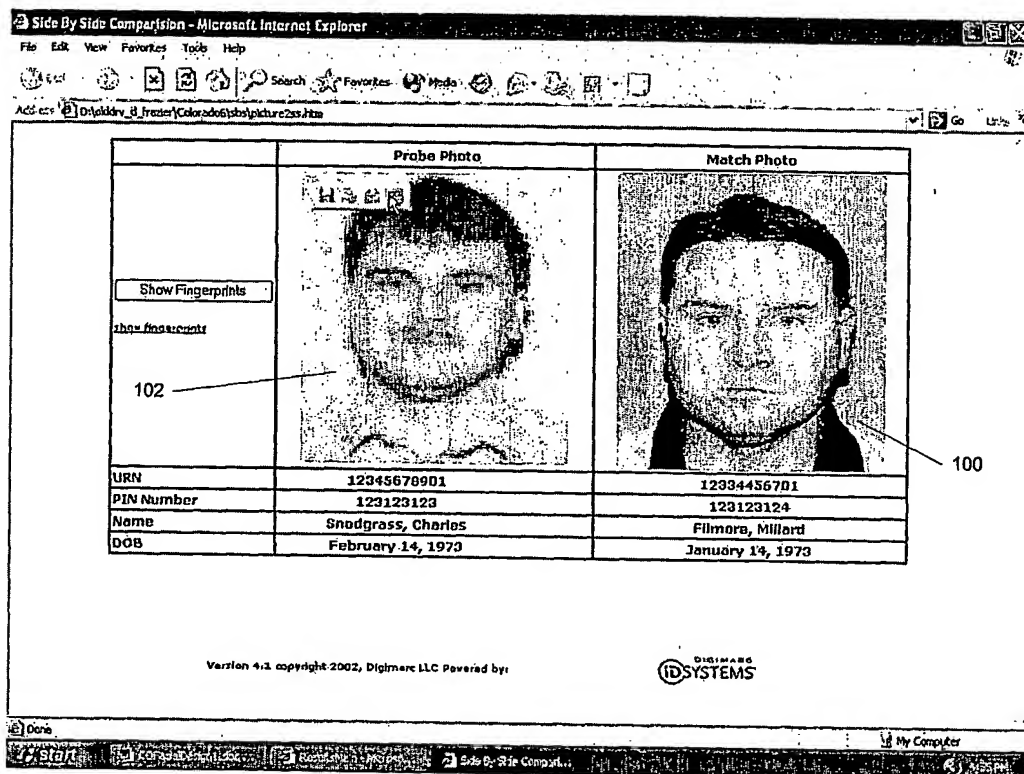 Side By Side Comparision - Microsoft Internet Explorer
File Edit View Favorites Tools Help
Search Favorites Media
Go
Probe Photo Match Photo
Show Fingerprints
show fingerprints
102
100
URN 12345678901 12334456701
PIN Number 123123123 123123124
Name Snodgrass, Charles Filmore, Millard
DOB February 14, 1973 January 14, 1973
Version 4.1 copyright 2002, Digimarc LLC Powered by:
DIGIMARC
IDSYSTEMS
Done My Computer
Start Side By Side Compari...